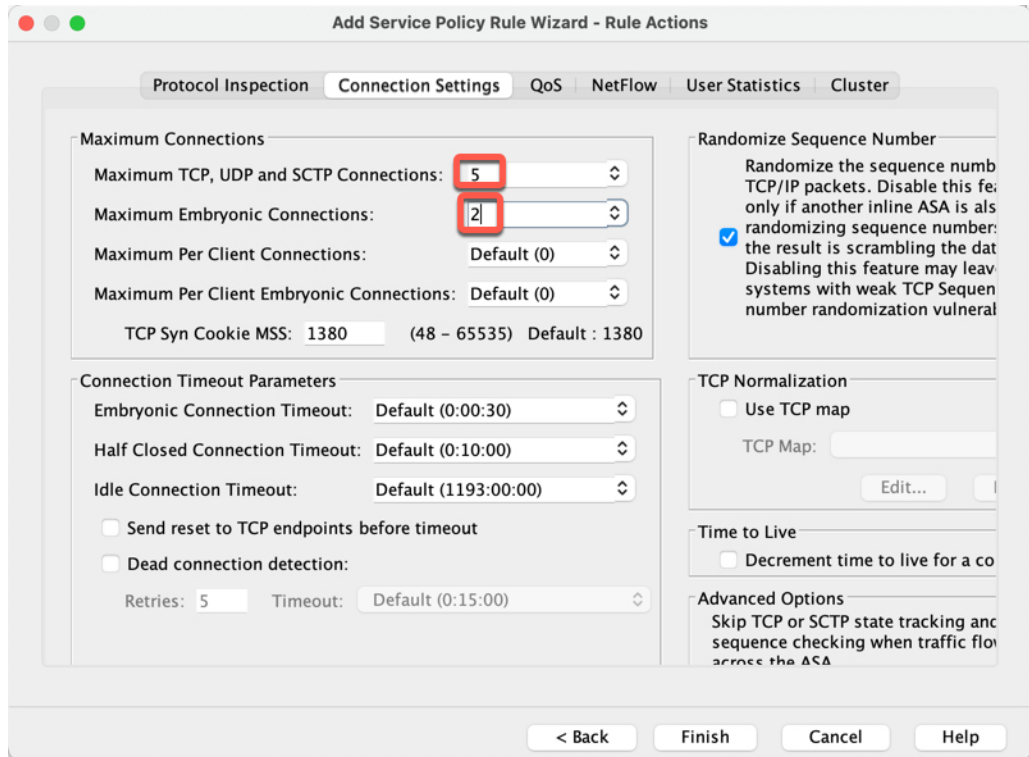 Add Service Policy Rule Wizard - Rule Actions
Protocol Inspection Connection Settings QoS NetFlow User Statistics Cluster
Maximum Connections
Maximum TCP, UDP and SCTP Connections: 5
Maximum Embryonic Connections: 2
Maximum Per Client Connections: Default (0)
Maximum Per Client Embryonic Connections: Default (0)
TCP Syn Cookie MSS: 1380 (48 – 65535) Default : 1380
Randomize Sequence Number
Randomize the sequence numb
TCP/IP packets. Disable this fea
only if another inline ASA is als
randomizing sequence numbers
the result is scrambling the dat
Disabling this feature may leav
systems with weak TCP Sequen
number randomization vulnerab
Connection Timeout Parameters
Embryonic Connection Timeout: Default (0:00:30)
Half Closed Connection Timeout: Default (0:10:00)
Idle Connection Timeout: Default (1193:00:00)
Send reset to TCP endpoints before timeout
Dead connection detection:
Retries: 5 Timeout: Default (0:15:00)
TCP Normalization
Use TCP map
TCP Map:
Edit...
Time to Live
Decrement time to live for a co
Advanced Options
Skip TCP or SCTP state tracking and
sequence checking when traffic flow
across the ASA
< Back Finish Cancel Help